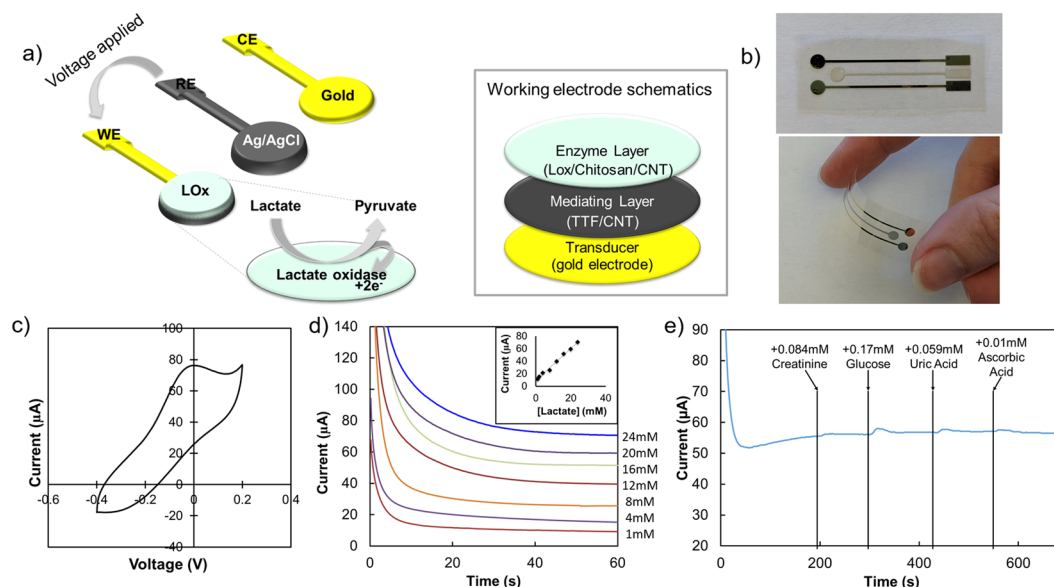 a)
Voltage applied
CE
RE
Gold
WE
Ag/AgCl
LOx
Lactate
Pyruvate
Lactate oxidase
+2e-
Working electrode schematics
Enzyme Layer
(Lox/Chitosan/CNT)
Mediating Layer
(TTF/CNT)
Transducer
(gold electrode)
b)
c)
Current (µA)
100
80
60
40
20
0
-20
-40
-0.6
-0.4
-0.2
0
0.2
0.4
Voltage (V)
d)
Current (µA)
140
120
100
80
60
40
20
0
0
20
40
60
Time (s)
Current (µA)
80
60
40
20
0
0
20
40
[Lactate] (mM)
24mM
20mM
16mM
12mM
8mM
4mM
1mM
e)
Current (µA)
90
80
70
60
50
40
30
20
0
200
400
600
Time (s)
+0.084mM
Creatinine
+0.17mM
Glucose
+0.059mM
Uric Acid
+0.01mM
Ascorbic
Acid